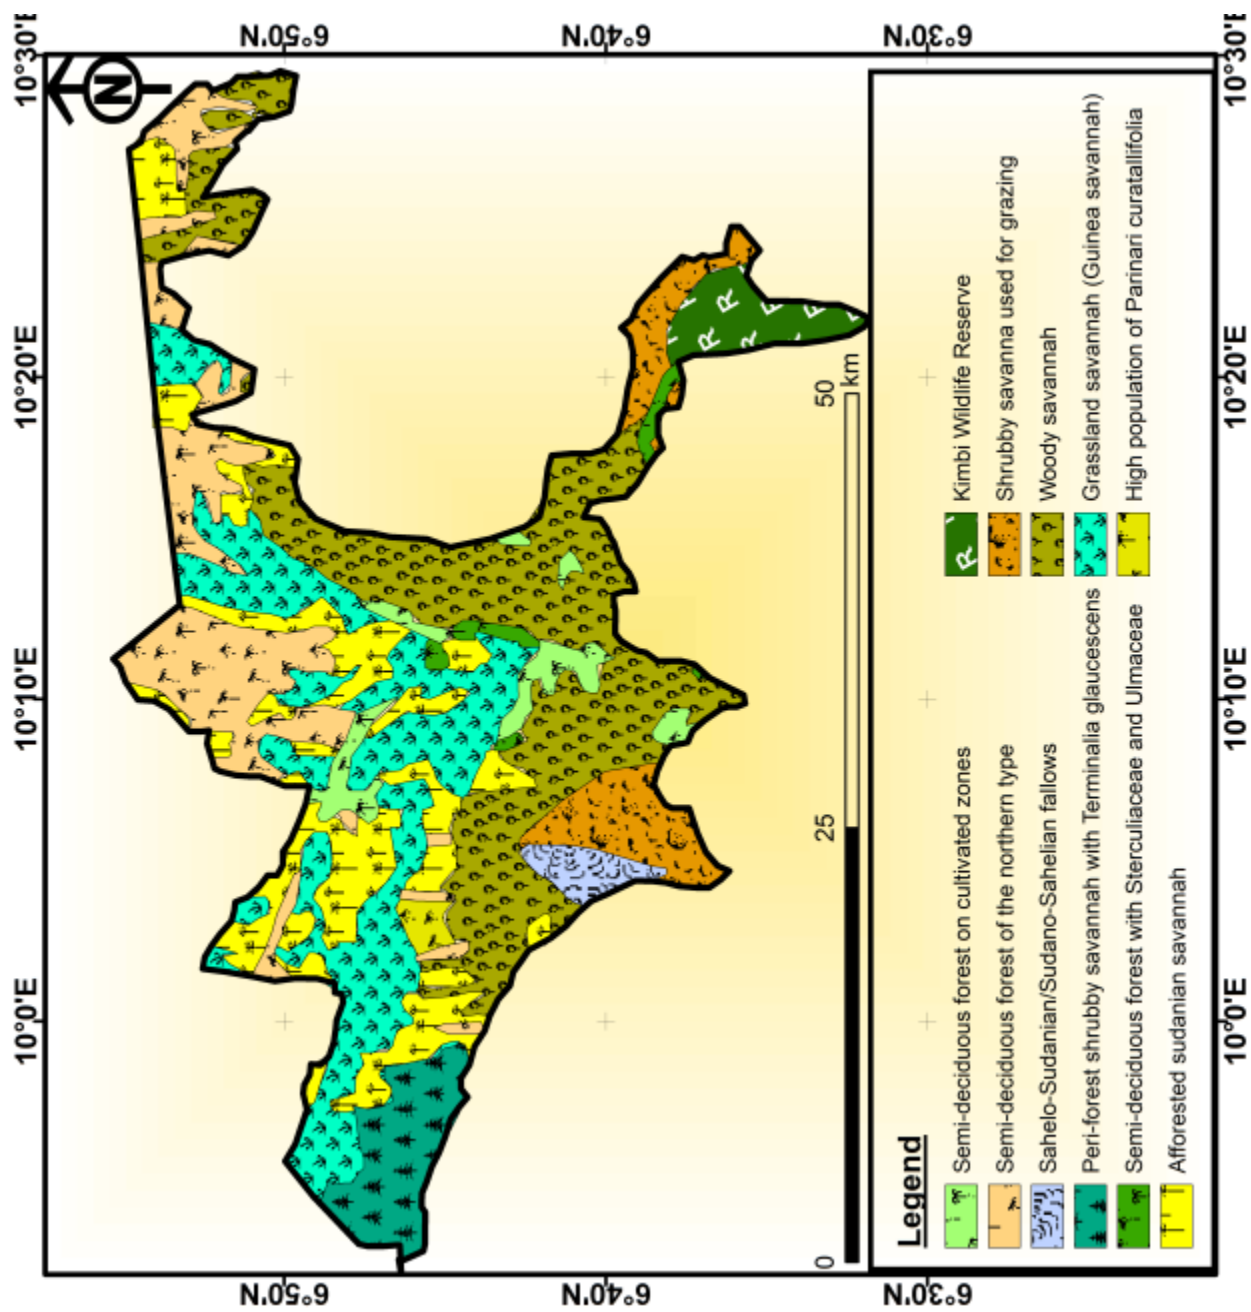 10°0'E 10°10'E 10°20'E 10°30'E
N
6°50'N 6°50'N
6°40'N 6°40'N
0 25 50
km
Legend
Semi-deciduous forest on cultivated zones
Semi-deciduous forest of the northern type
Sahelo-Sudanian/Sudano-Sahelian fallows
Peri-forest shrubby savannah with Terminalia glaucescens
Semi-deciduous forest with Sterculiaceae and Ulmaceae
Afforested sudanian savannah
R Kimbi Wildlife Reserve
Shrubby savanna used for grazing
Woody savannah
Grassland savannah (Guinea savannah)
High population of Parinari curatallifolia
6°30'N 6°30'N
10°0'E 10°10'E 10°20'E 10°30'E